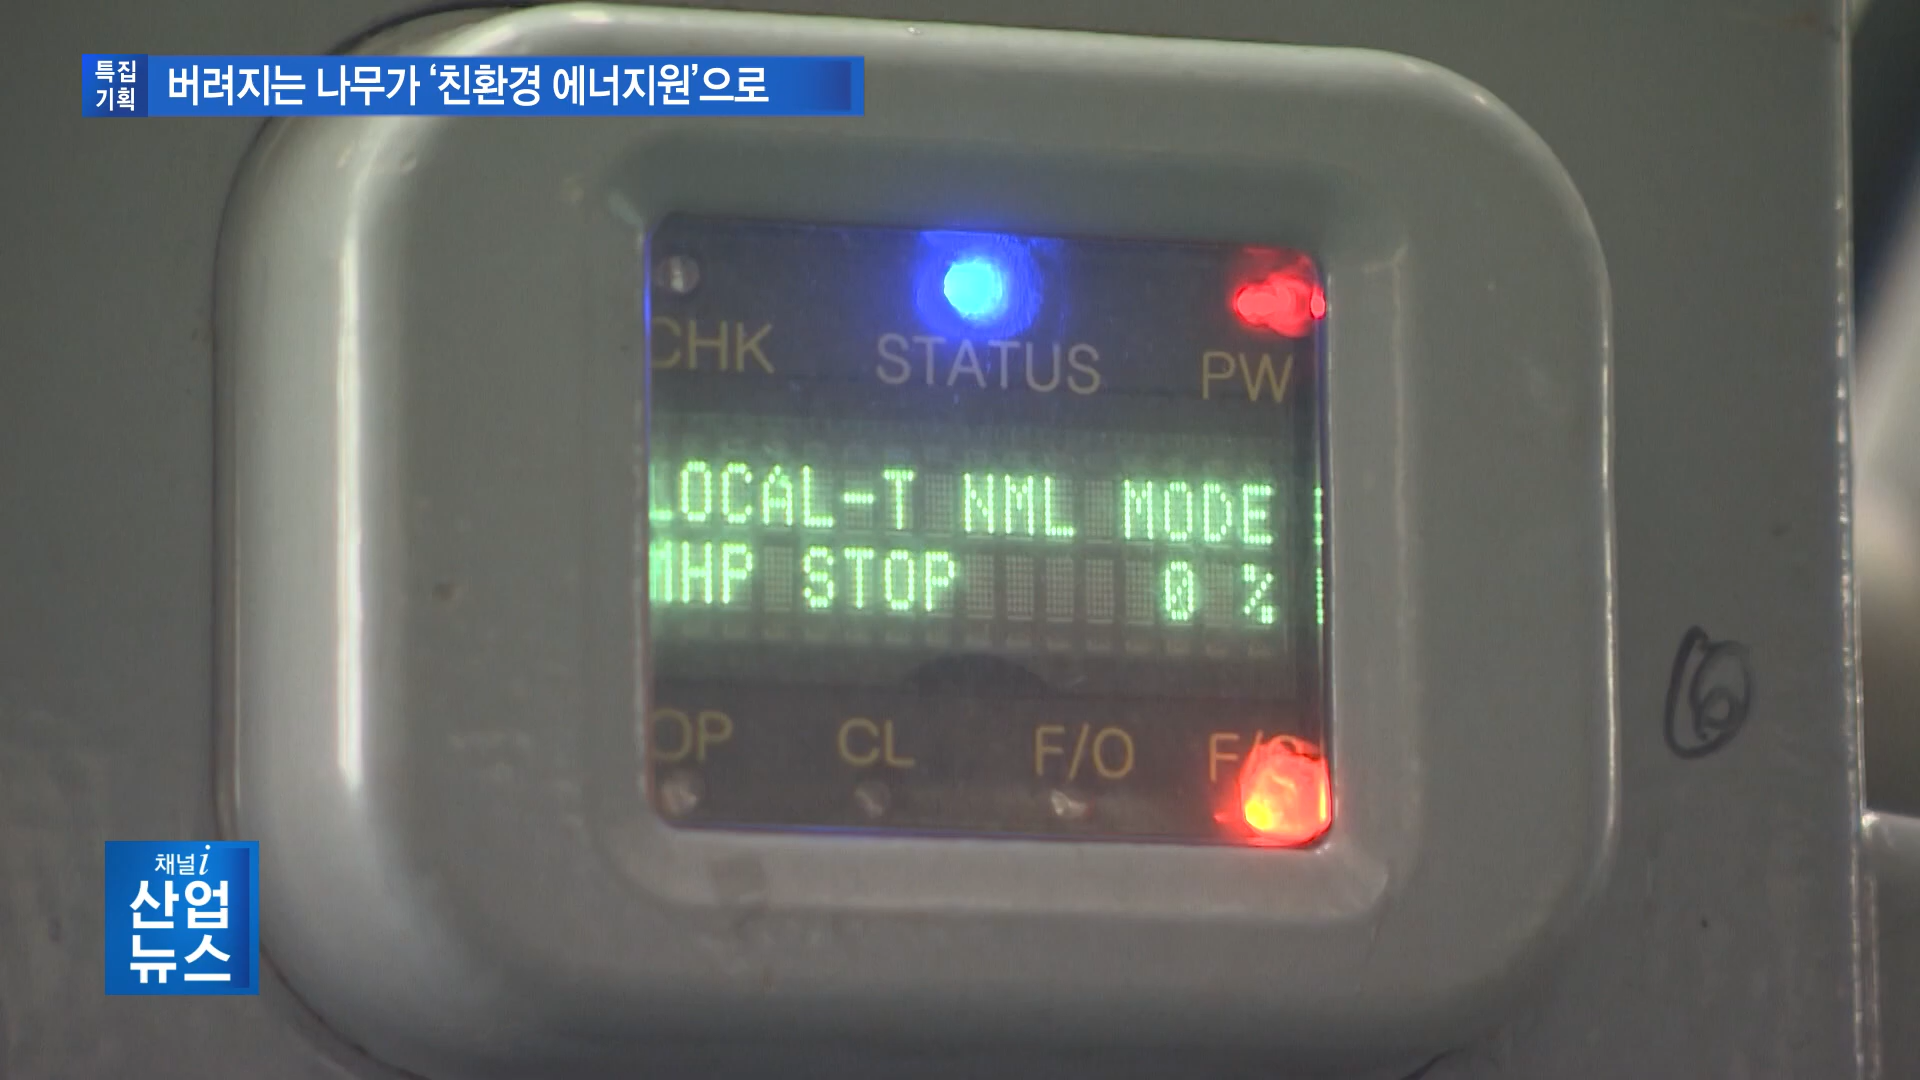 특집
기획
버려지는 나무가 ‘친환경 에너지원’으로
CHK STATUS PW
LOCAL-T NML MODE
MHP STOP 0 %
OP CL F/O
채널i
산업
뉴스